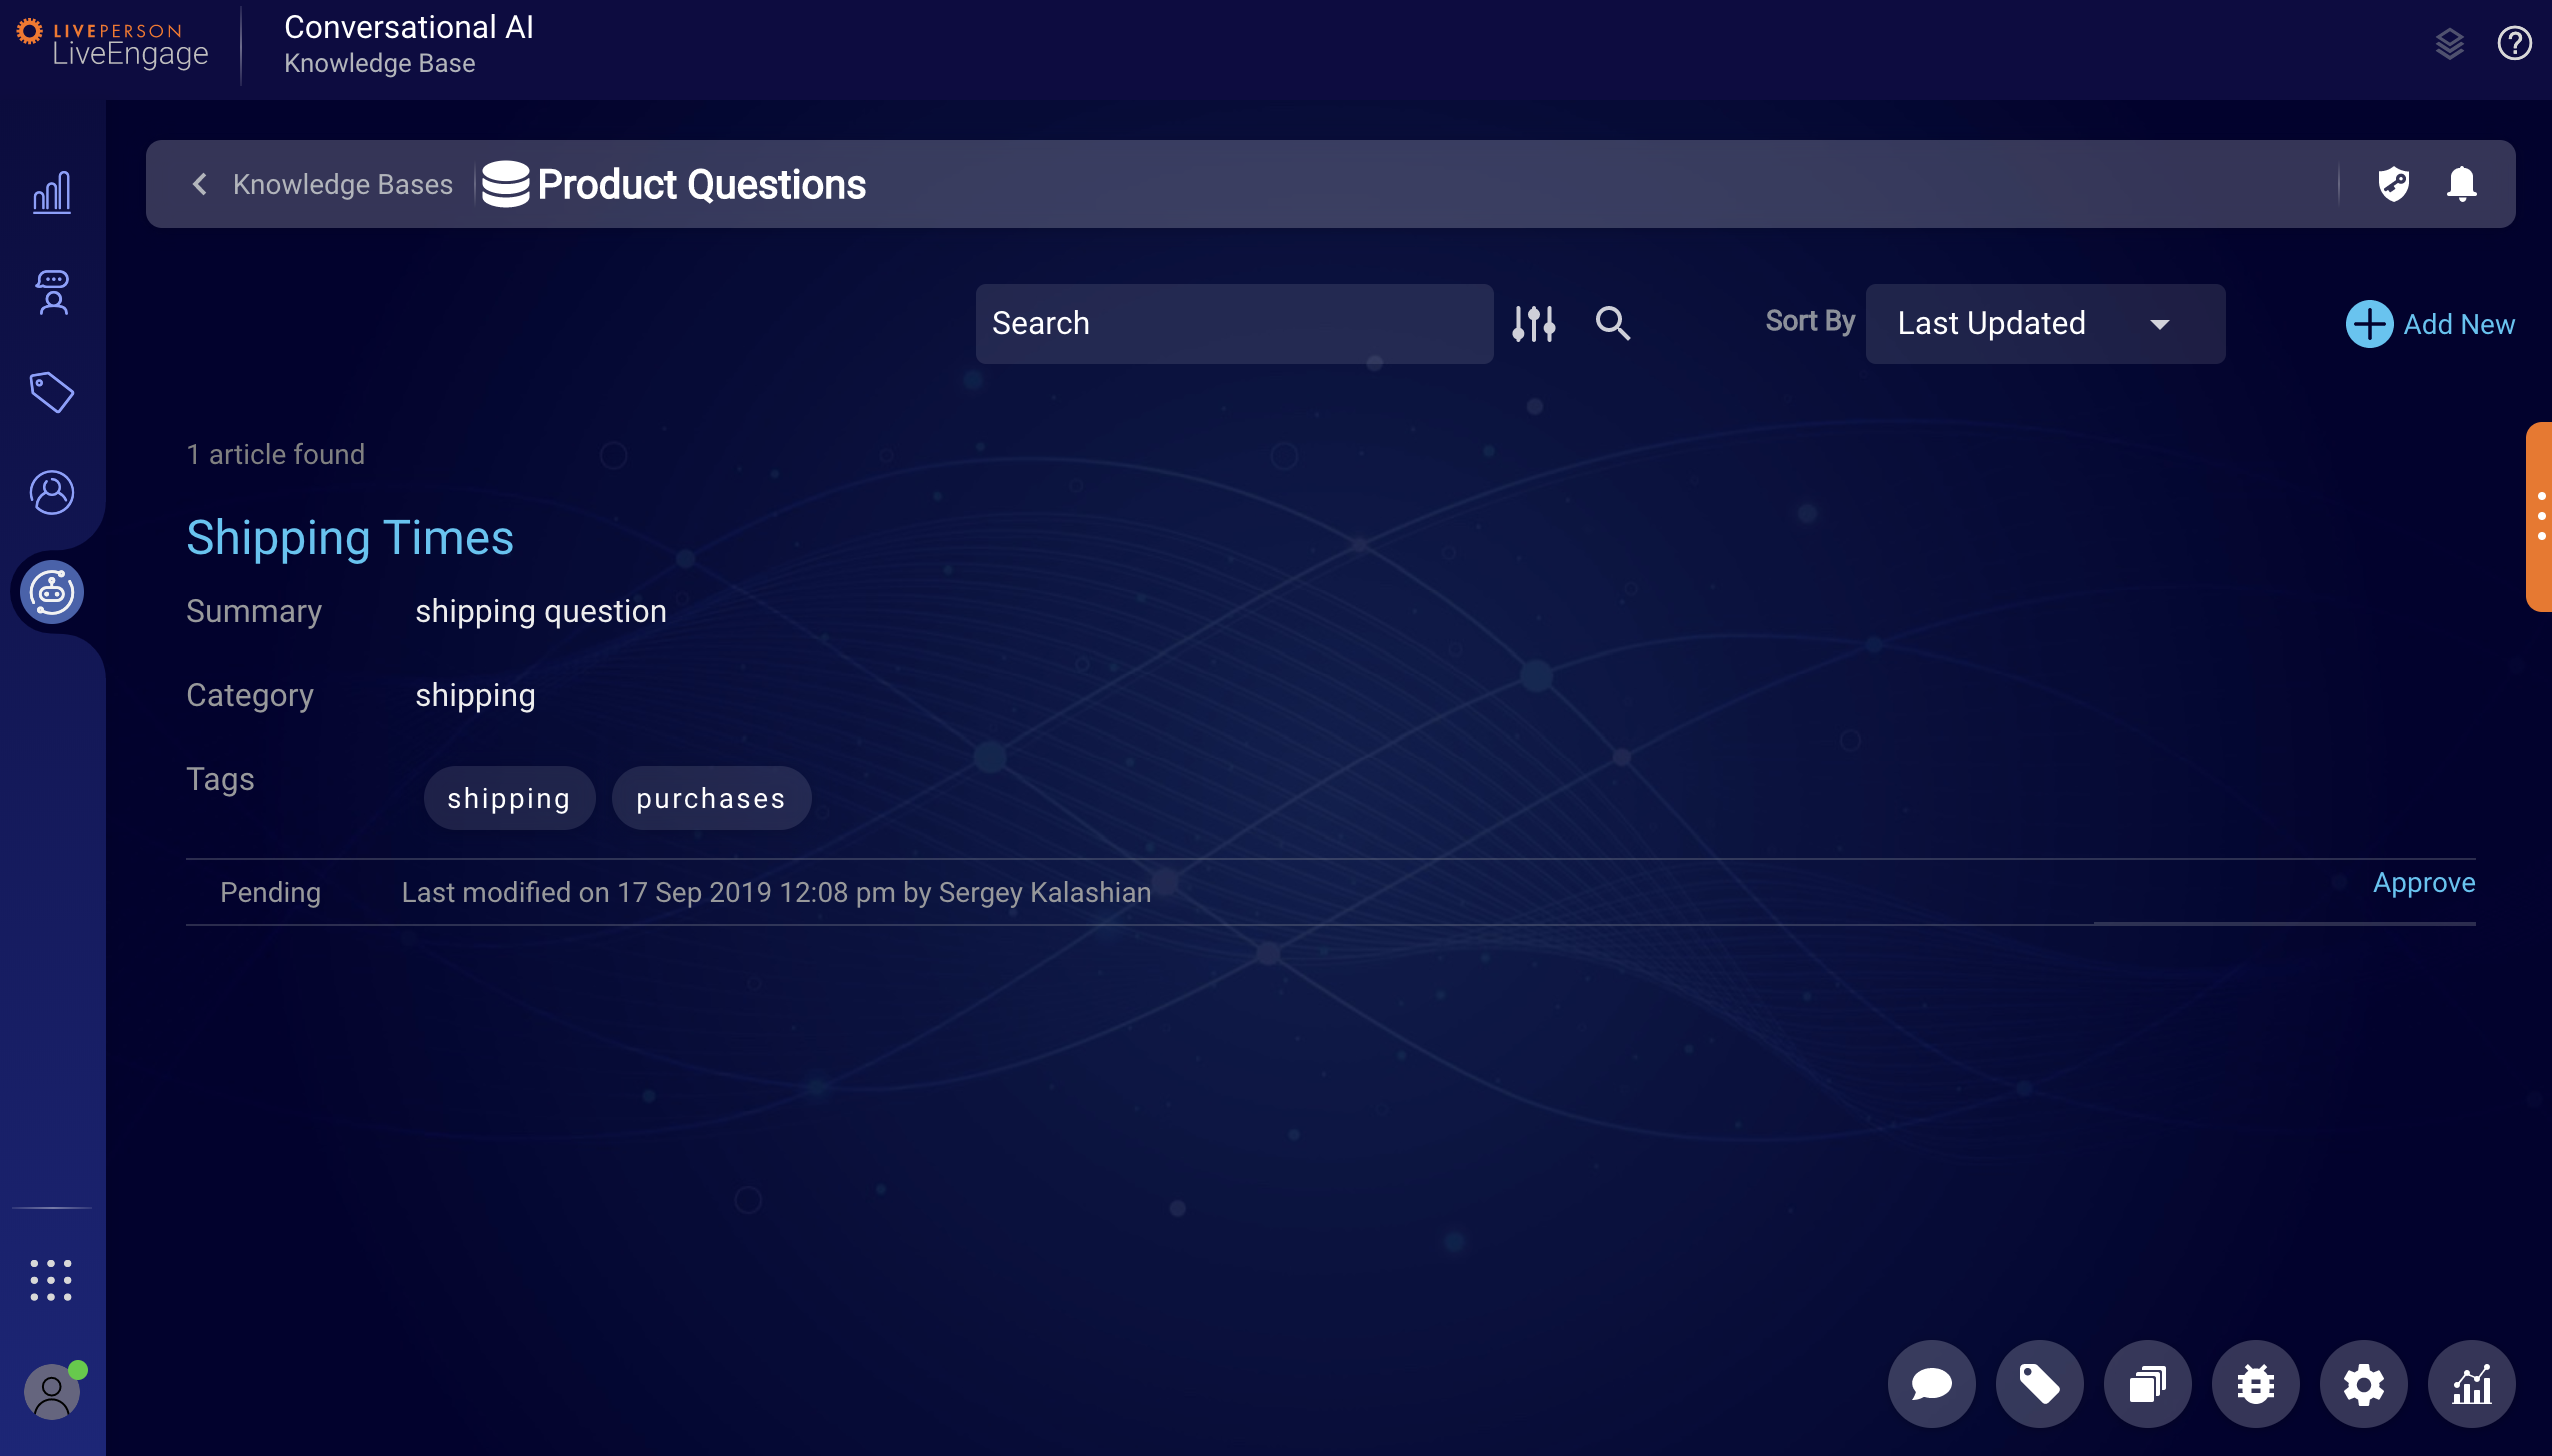 LIVEPERSON
LiveEngage
Conversational AI
Knowledge Base
Knowledge Bases
Product Questions
Search
Sort By
Last Updated
Add New
1 article found
Shipping Times
Summary shipping question
Category shipping
Tags shipping purchases
Pending Last modified on 17 Sep 2019 12:08 pm by Sergey Kalashian Approve